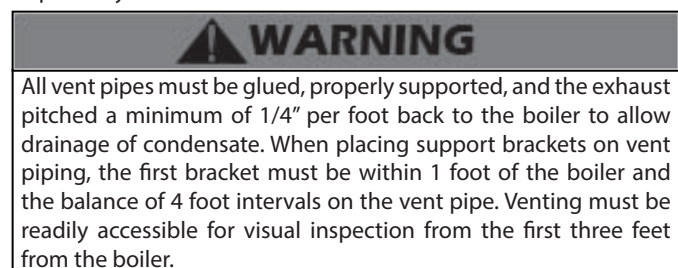 WARNING
All vent pipes must be glued, properly supported, and the exhaust
pitched a minimum of 1/4" per foot back to the boiler to allow
drainage of condensate. When placing support brackets on vent
piping, the first bracket must be within 1 foot of the boiler and
the balance of 4 foot intervals on the vent pipe. Venting must be
readily accessible for visual inspection from the first three feet
from the boiler.